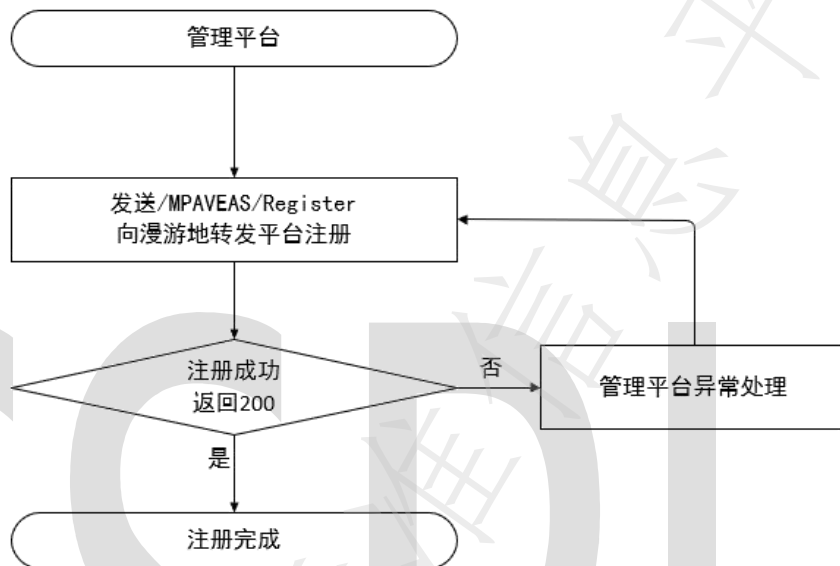 管理平台
发送/MPAVEAS/Register
向漫游地转发平台注册
注册成功
返回200
否
管理平台异常处理
是
注册完成